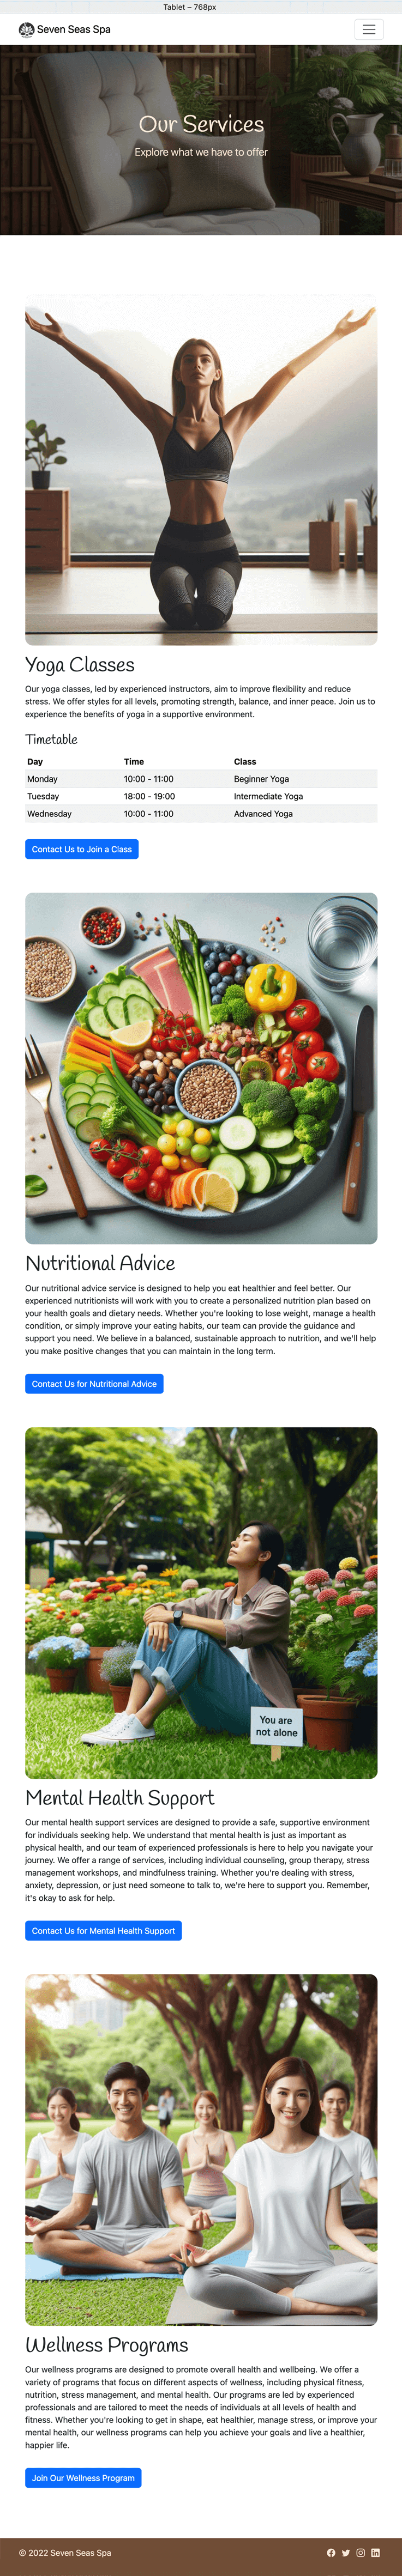 Tablet – 768px
Seven Seas Spa
Our Services
Explore what we have to offer
Yoga Classes
Our yoga classes, led by experienced instructors, aim to improve flexibility and reduce
stress. We offer styles for all levels, promoting strength, balance, and inner peace. Join us to
experience the benefits of yoga in a supportive environment.
Timetable
Day Time Class
Monday 10:00 - 11:00 Beginner Yoga
Tuesday 18:00 - 19:00 Intermediate Yoga
Wednesday 10:00 - 11:00 Advanced Yoga
Contact Us to Join a Class
Nutritional Advice
Our nutritional advice service is designed to help you eat healthier and feel better. Our
experienced nutritionists will work with you to create a personalized nutrition plan based on
your health goals and dietary needs. Whether you're looking to lose weight, manage a health
condition, or simply improve your eating habits, our team can provide the guidance and
support you need. We believe in a balanced, sustainable approach to nutrition, and we'll help
you make positive changes that you can maintain in the long term.
Contact Us for Nutritional Advice
You are
not alone
Mental Health Support
Our mental health support services are designed to provide a safe, supportive environment
for individuals seeking help. We understand that mental health is just as important as
physical health, and our team of experienced professionals is here to help you navigate your
journey. We offer a range of services, including individual counseling, group therapy, stress
management workshops, and mindfulness training. Whether you're dealing with stress,
anxiety, depression, or just need someone to talk to, we're here to support you. Remember,
it's okay to ask for help.
Contact Us for Mental Health Support
Wellness Programs
Our wellness programs are designed to promote overall health and wellbeing. We offer a
variety of programs that focus on different aspects of wellness, including physical fitness,
nutrition, stress management, and mental health. Our programs are led by experienced
professionals and are tailored to meet the needs of individuals at all levels of health and
fitness. Whether you're looking to get in shape, eat healthier, manage stress, or improve your
mental health, our wellness programs can help you achieve your goals and live a healthier,
happier life.
Join Our Wellness Program
© 2022 Seven Seas Spa